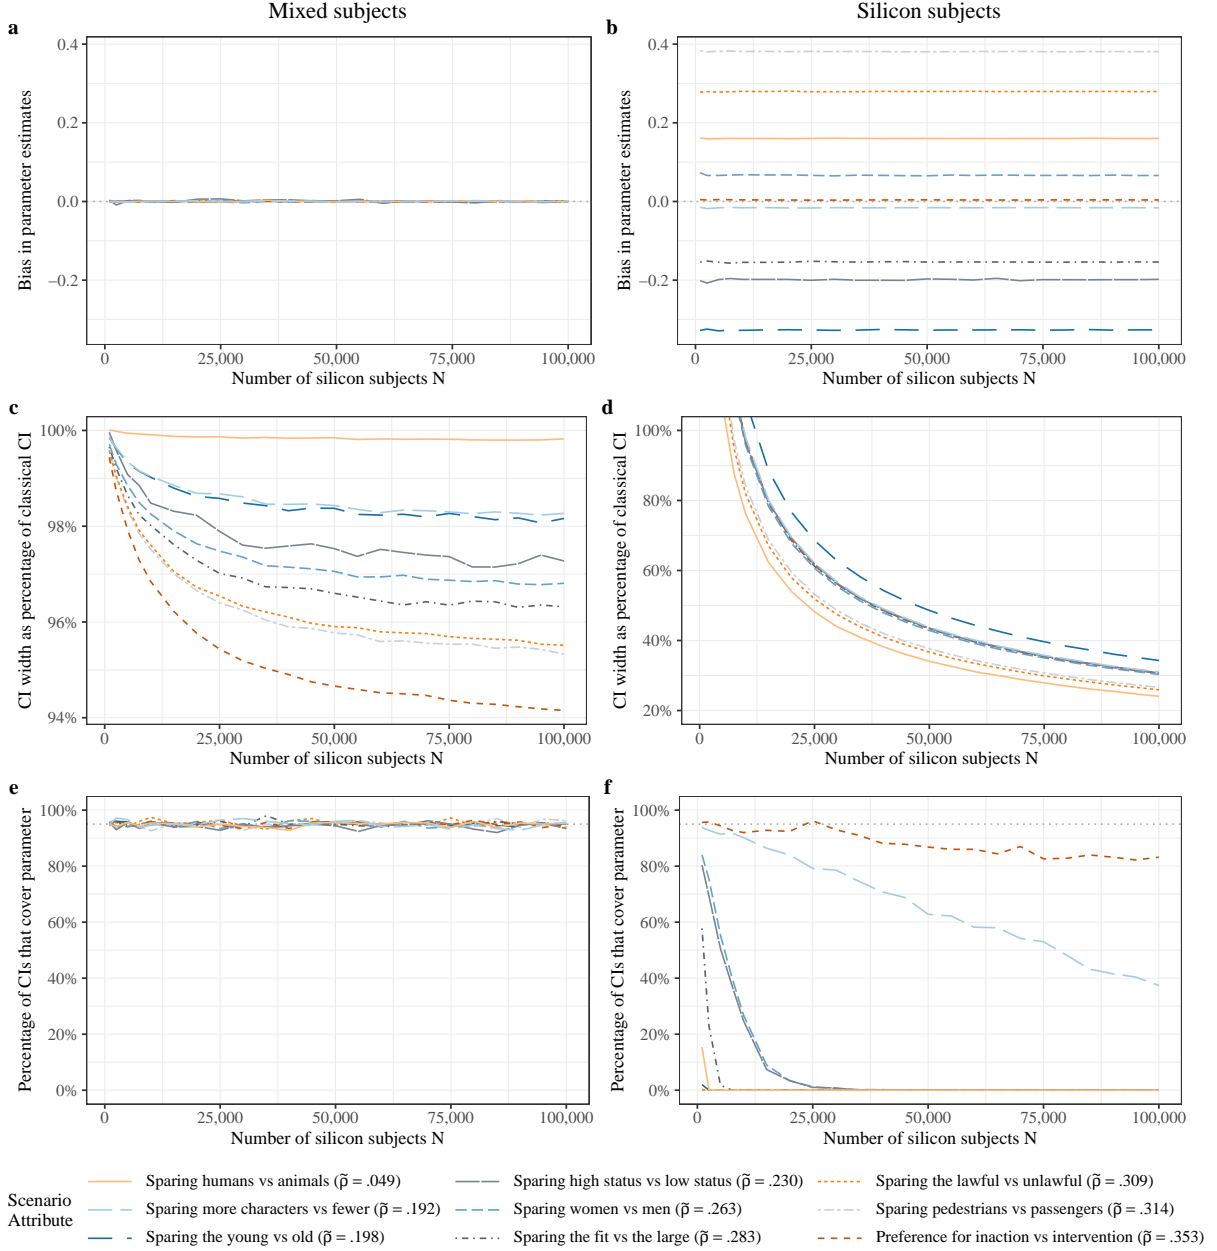 Mixed subjects
Silicon subjects
a
b
Bias in parameter estimates
0.4
0.2
0.0
−0.2
0
25,000
50,000
75,000
100,000
Number of silicon subjects N
Bias in parameter estimates
0.4
0.2
0.0
−0.2
0
25,000
50,000
75,000
100,000
Number of silicon subjects N
c
d
CI width as percentage of classical CI
100%
98%
96%
94%
0
25,000
50,000
75,000
100,000
Number of silicon subjects N
CI width as percentage of classical CI
100%
80%
60%
40%
20%
0
25,000
50,000
75,000
100,000
Number of silicon subjects N
e
f
Percentage of CIs that cover parameter
100%
80%
60%
40%
20%
0%
0
25,000
50,000
75,000
100,000
Number of silicon subjects N
Percentage of CIs that cover parameter
100%
80%
60%
40%
20%
0%
0
25,000
50,000
75,000
100,000
Number of silicon subjects N
Scenario
Attribute
Sparing humans vs animals (ρ̃ = .049)
Sparing more characters vs fewer (ρ̃ = .192)
Sparing the young vs old (ρ̃ = .198)
Sparing high status vs low status (ρ̃ = .230)
Sparing women vs men (ρ̃ = .263)
Sparing the fit vs the large (ρ̃ = .283)
Sparing the lawful vs unlawful (ρ̃ = .309)
Sparing pedestrians vs passengers (ρ̃ = .314)
Preference for inaction vs intervention (ρ̃ = .353)